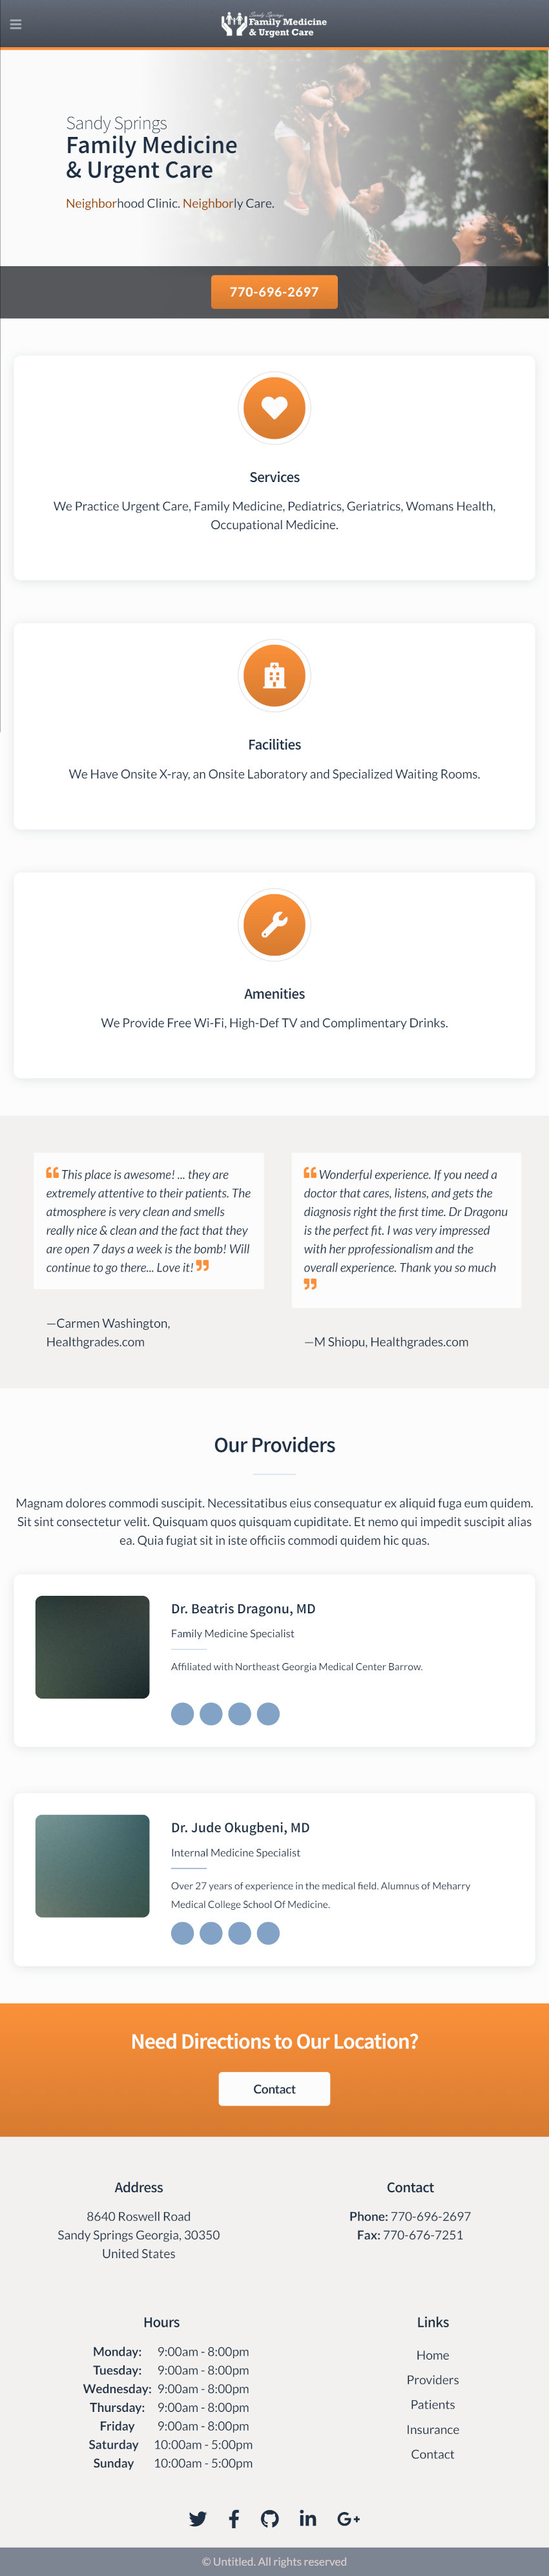 Sandy Springs
Family Medicine
& Urgent Care
Sandy Springs
Family Medicine
& Urgent Care
Neighborhood Clinic. Neighborly Care.
770-696-2697
Services
We Practice Urgent Care, Family Medicine, Pediatrics, Geriatrics, Womans Health,
Occupational Medicine.
Facilities
We Have Onsite X-ray, an Onsite Laboratory and Specialized Waiting Rooms.
Amenities
We Provide Free Wi-Fi, High-Def TV and Complimentary Drinks.
❝ This place is awesome! ... they are
extremely attentive to their patients. The
atmosphere is very clean and smells
really nice & clean and the fact that they
are open 7 days a week is the bomb! Will
continue to go there... Love it! ❞
—Carmen Washington,
Healthgrades.com
❝ Wonderful experience. If you need a
doctor that cares, listens, and gets the
diagnosis right the first time. Dr Dragonu
is the perfect fit. I was very impressed
with her pprofessionalism and the
overall experience. Thank you so much
❞
—M Shiopu, Healthgrades.com
Our Providers
Magnam dolores commodi suscipit. Necessitatibus eius consequatur ex aliquid fuga eum quidem.
Sit sint consectetur velit. Quisquam quos quisquam cupiditate. Et nemo qui impedit suscipit alias
ea. Quia fugiat sit in iste officiis commodi quidem hic quas.
Dr. Beatris Dragonu, MD
Family Medicine Specialist
Affiliated with Northeast Georgia Medical Center Barrow.
Dr. Jude Okugbeni, MD
Internal Medicine Specialist
Over 27 years of experience in the medical field. Alumnus of Meharry
Medical College School Of Medicine.
Need Directions to Our Location?
Contact
Address
8640 Roswell Road
Sandy Springs Georgia, 30350
United States
Contact
Phone: 770-696-2697
Fax: 770-676-7251
Hours
Monday: 9:00am - 8:00pm
Tuesday: 9:00am - 8:00pm
Wednesday: 9:00am - 8:00pm
Thursday: 9:00am - 8:00pm
Friday 9:00am - 8:00pm
Saturday 10:00am - 5:00pm
Sunday 10:00am - 5:00pm
Links
Home
Providers
Patients
Insurance
Contact
© Untitled. All rights reserved